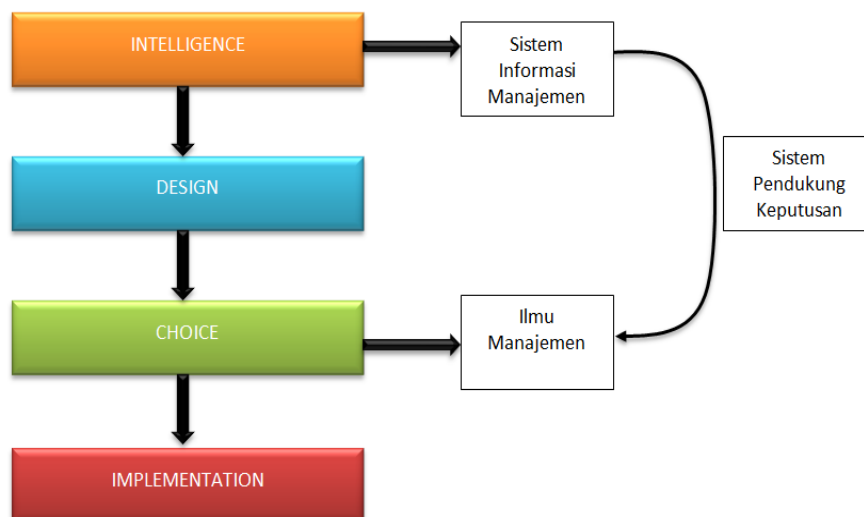 INTELLIGENCE
Sistem
Informasi
Manajemen
Sistem
Pendukung
Keputusan
DESIGN
CHOICE
Ilmu
Manajemen
IMPLEMENTATION